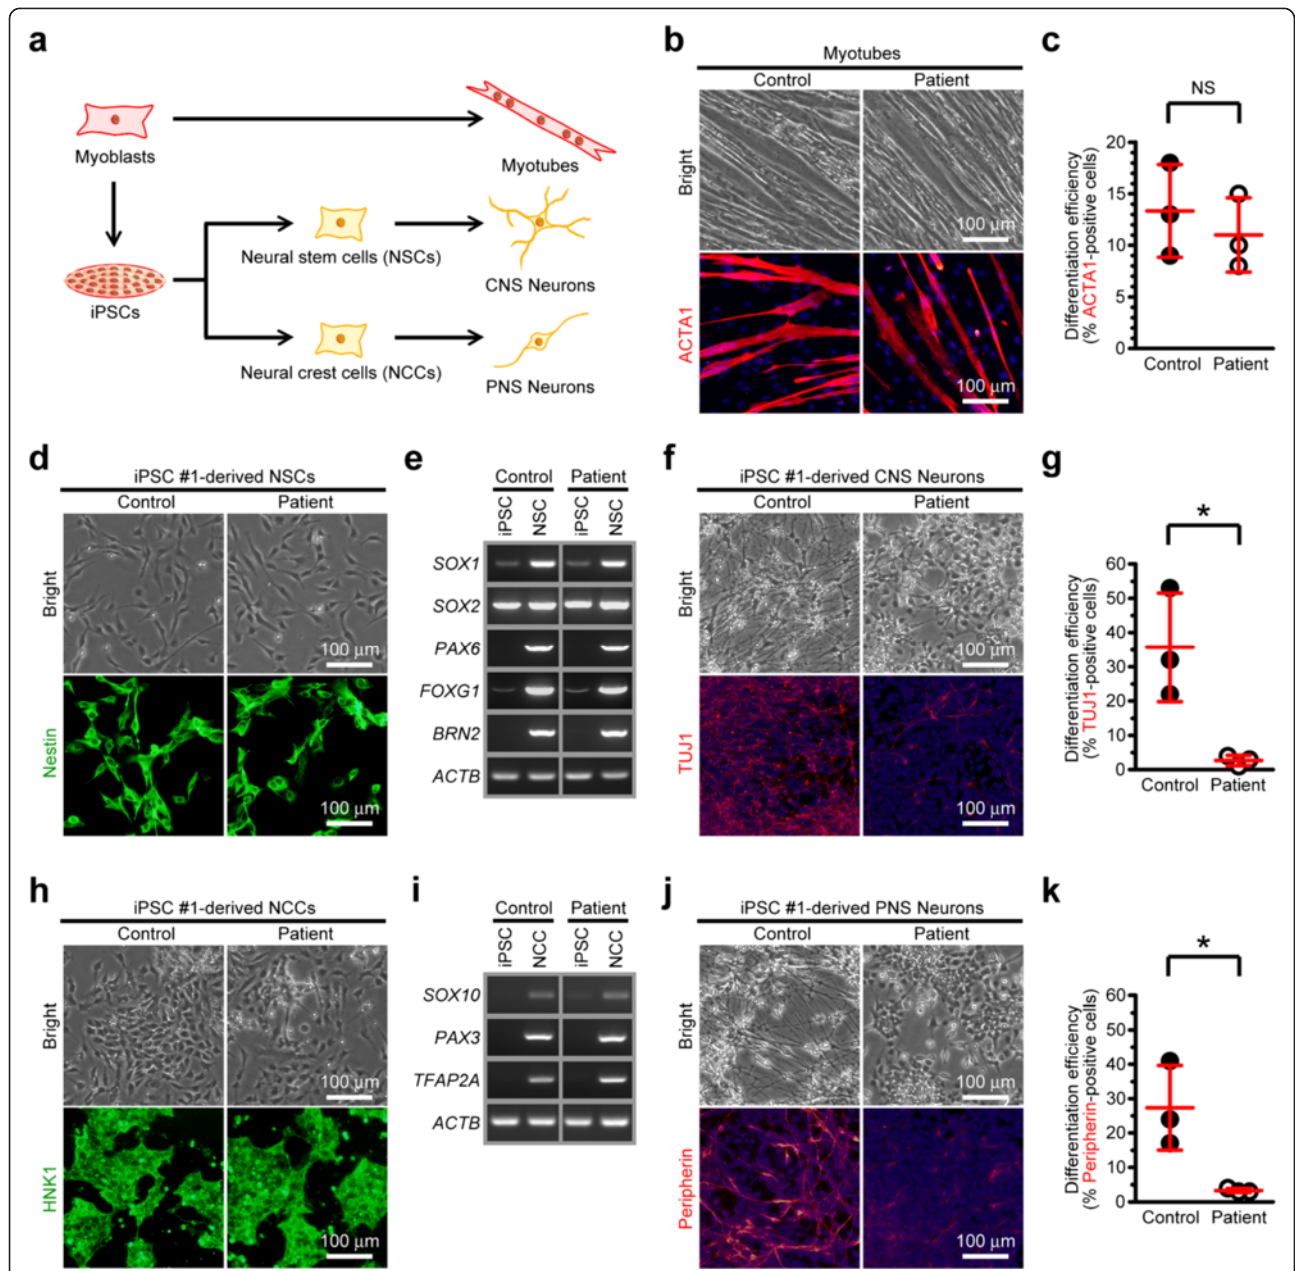 a
Myoblasts
Myotubes
iPSCs
Neural stem cells (NSCs)
CNS Neurons
Neural crest cells (NCCs)
PNS Neurons
b
Myotubes
Control Patient
Bright
100 μm
ACTA1
100 μm
c
NS
Differentiation efficiency
(% ACTA1-positive cells)
20
15
10
5
0
Control Patient
d
iPSC #1-derived NSCs
Control Patient
Bright
100 μm
Nestin
100 μm
e
Control Patient
iPSC NSC iPSC NSC
SOX1
SOX2
PAX6
FOXG1
BRN2
ACTB
f
iPSC #1-derived CNS Neurons
Control Patient
Bright
100 μm
TUJ1
100 μm
g
*
Differentiation efficiency
(% TUJ1-positive cells)
60
50
40
30
20
10
0
Control Patient
h
iPSC #1-derived NCCs
Control Patient
Bright
100 μm
HNK1
100 μm
i
Control Patient
iPSC NCC iPSC NCC
SOX10
PAX3
TFAP2A
ACTB
j
iPSC #1-derived PNS Neurons
Control Patient
Bright
100 μm
Peripherin
100 μm
k
*
Differentiation efficiency
(% Peripherin-positive cells)
60
50
40
30
20
10
0
Control Patient